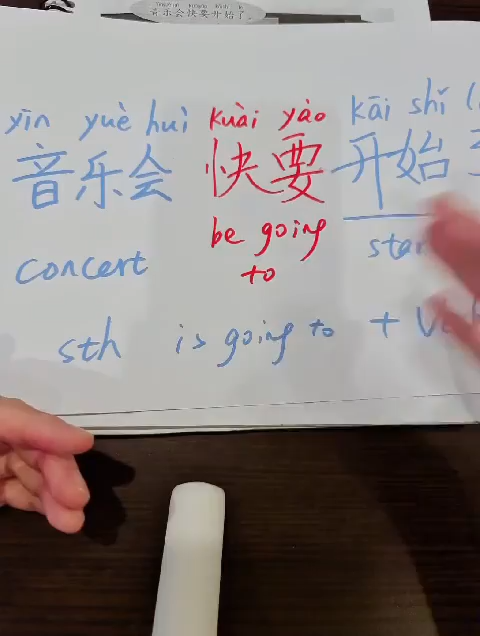 音乐会快要开始了
yīn yuè huì kuài yào kāi shǐ
音乐会 快要 开始
concert be going to
sth is going to +